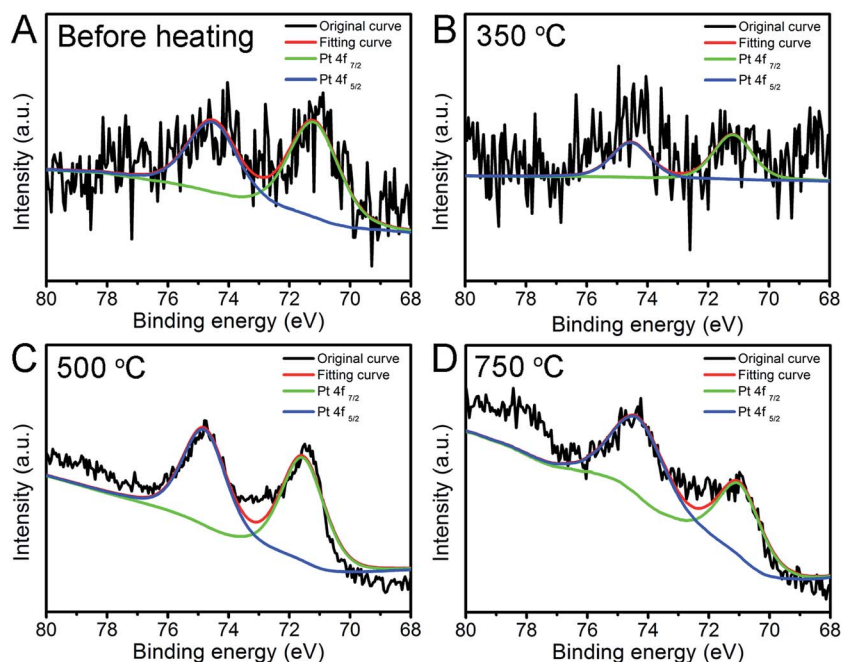 A Before heating
Original curve
Fitting curve
Pt 4f 7/2
Pt 4f 5/2
Intensity (a.u.)
80 78 76 74 72 70 68
Binding energy (eV)
B 350 °C
Original curve
Fitting curve
Pt 4f 7/2
Pt 4f 5/2
Intensity (a.u.)
80 78 76 74 72 70 68
Binding energy (eV)
C 500 °C
Original curve
Fitting curve
Pt 4f 7/2
Pt 4f 5/2
Intensity (a.u.)
80 78 76 74 72 70 68
Binding energy (eV)
D 750 °C
Original curve
Fitting curve
Pt 4f 7/2
Pt 4f 5/2
Intensity (a.u.)
80 78 76 74 72 70 68
Binding energy (eV)